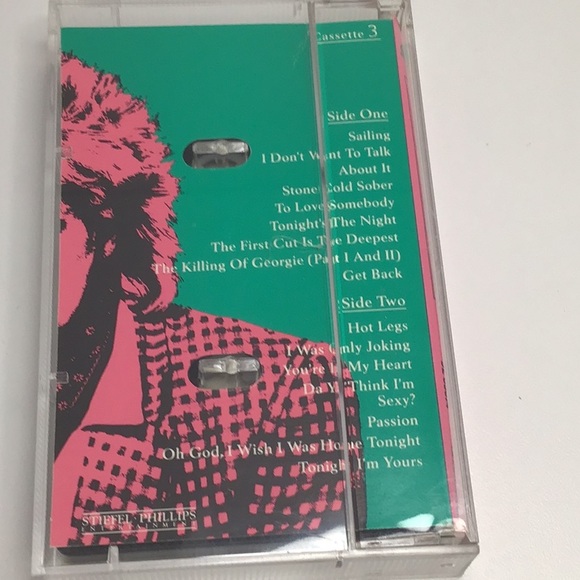 Cassette 3
Side One
Sailing
I Don't Want To Talk
About It
Stone Cold Sober
To Love Somebody
Tonight's The Night
The First Cut Is The Deepest
The Killing Of Georgie (Part I And II)
Get Back
Side Two
Hot Legs
I Was Only Joking
You're In My Heart
Da Ya Think I'm
Sexy?
Passion
Oh God, I Wish I Was Home Tonight
Tonight I'm Yours
STIEFEL · PHILLIPS
ENTERTAINMENT